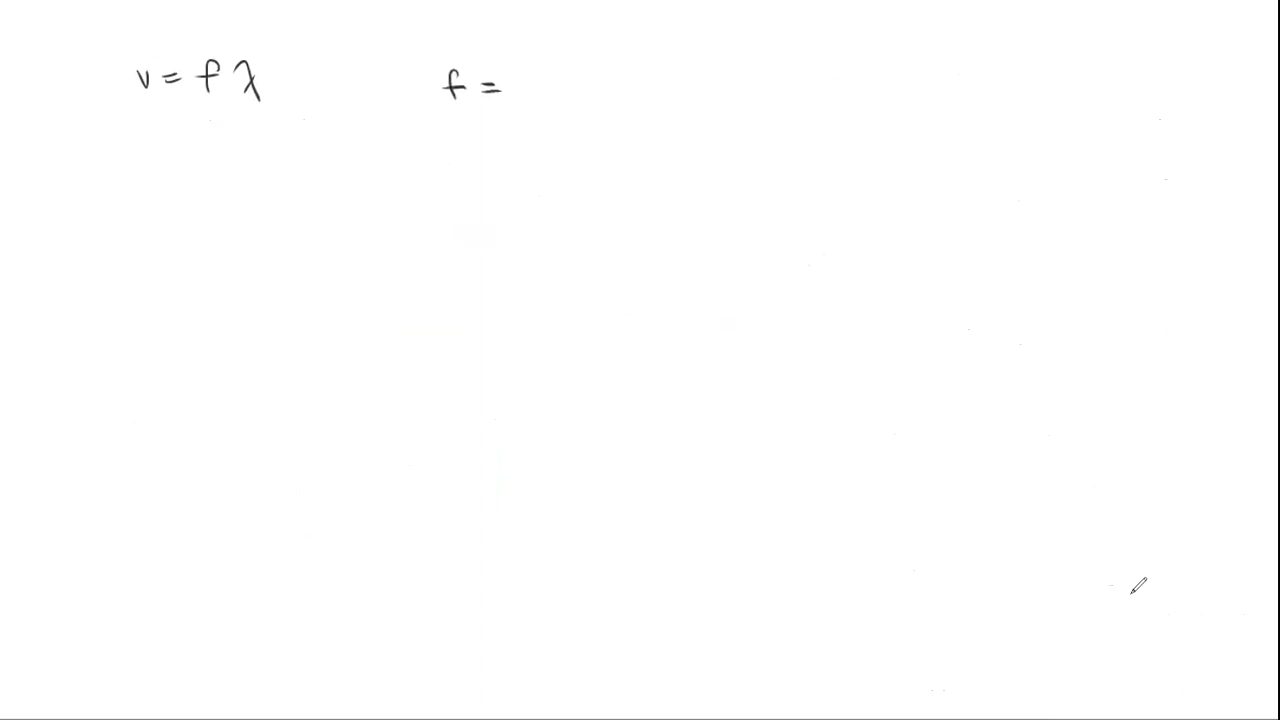 v = f λ f =